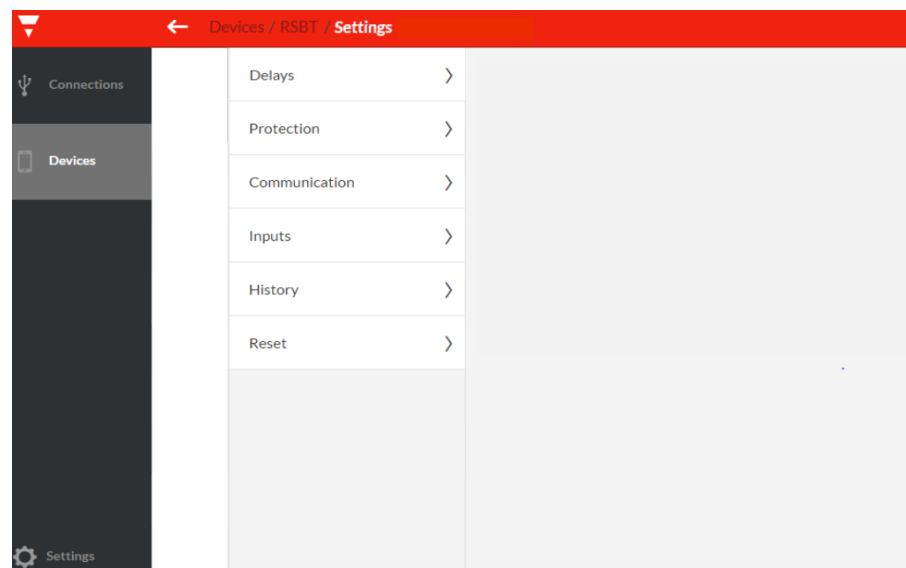 Devices / RSBT / Settings
Connections
Devices
Settings
Delays
Protection
Communication
Inputs
History
Reset